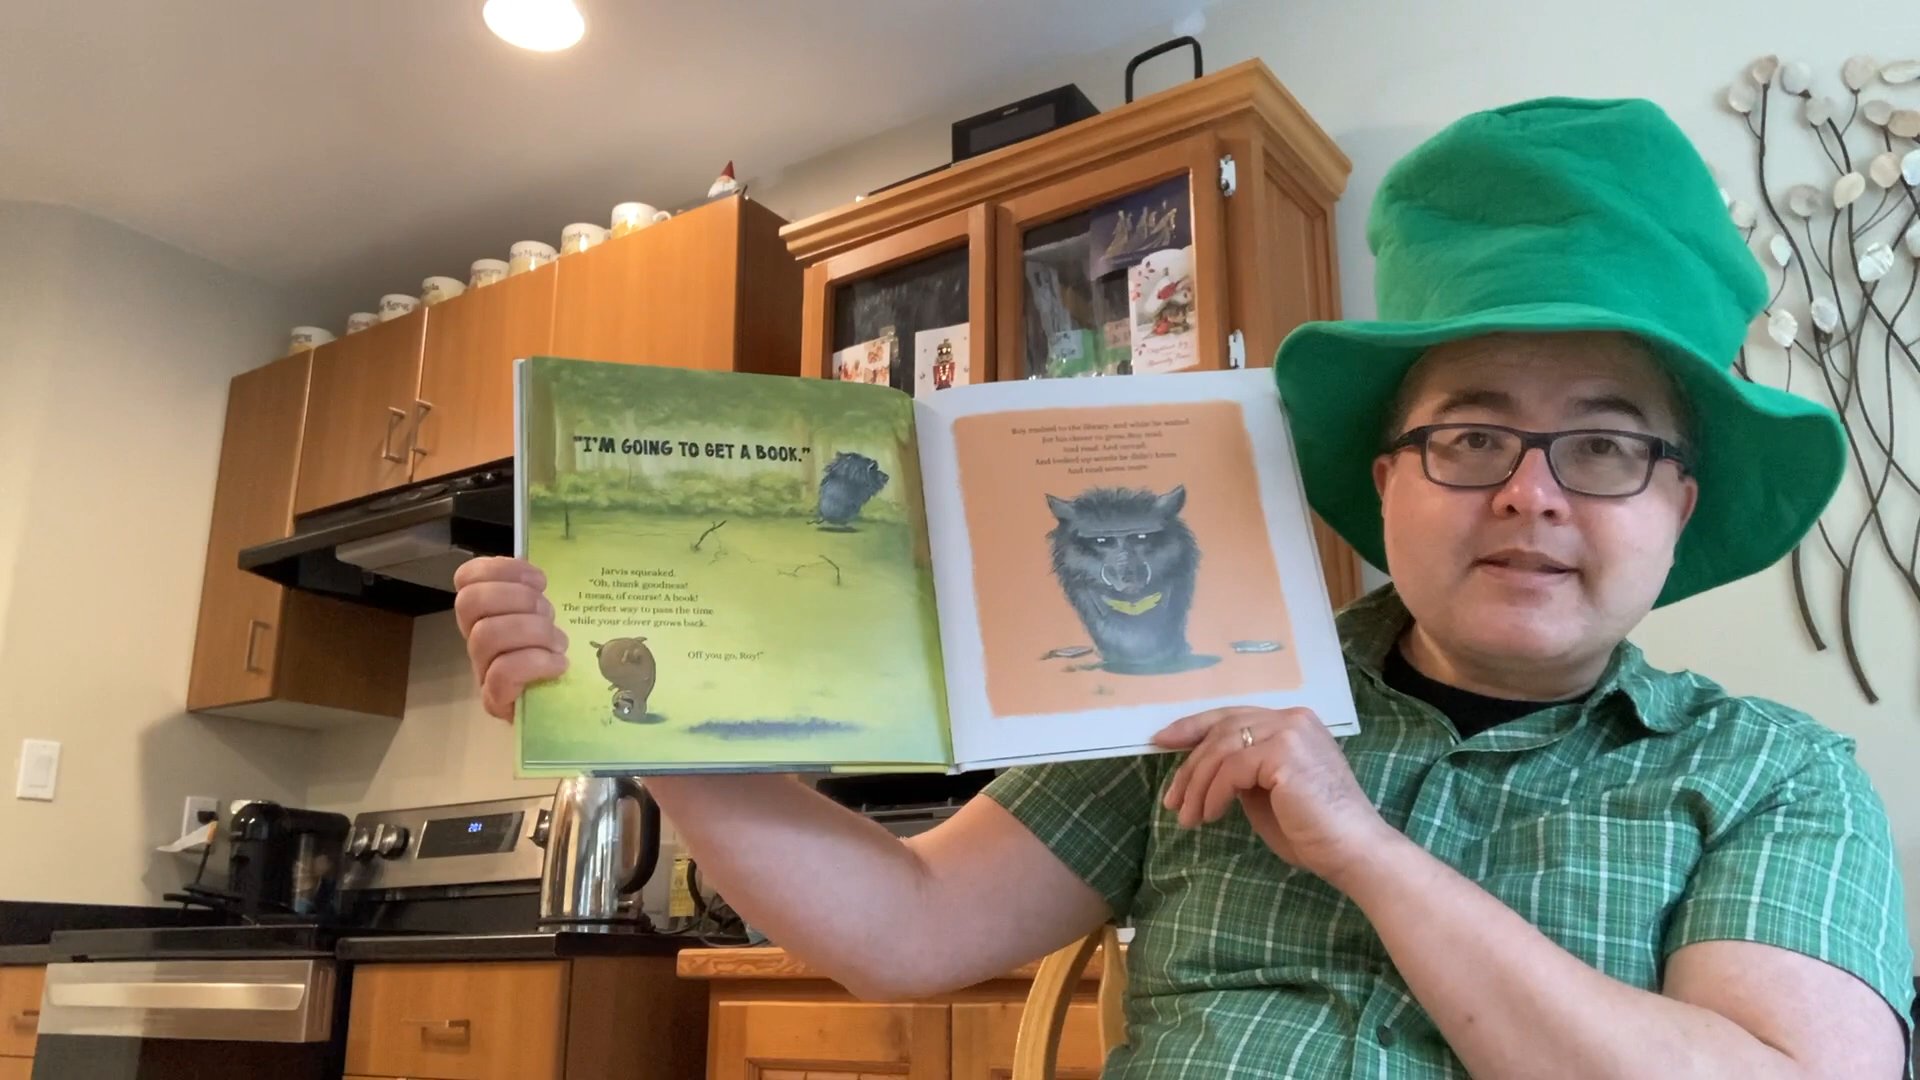 "I'M GOING TO GET A BOOK."
Jarvis squeaked.
"Oh, thank goodness!
I mean, of course! A book!
The perfect way to pass the time
while your clover grows back.
Off you go, Roy!"
Roy rushed to the library, and while he waited
for his clover to grow, Roy read.
And read. And reread.
And looked up words he didn't know.
And read some more.
Market
201